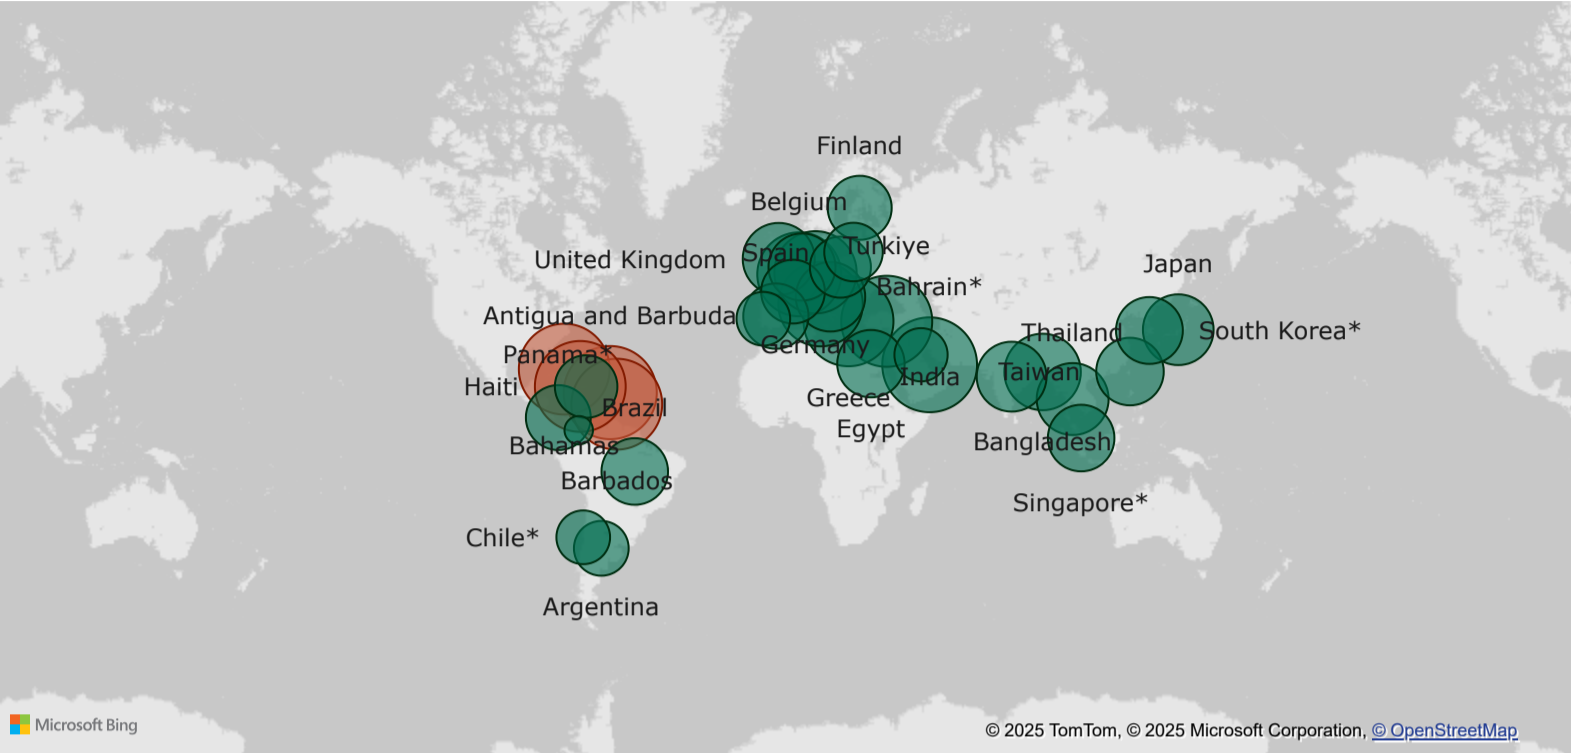 Finland
Belgium
Spain
Turkiye
United Kingdom
Japan
Bahrain*
Antigua and Barbuda
Thailand
South Korea*
Germany
Panama*
Taiwan
India
Haiti
Greece
Brazil
Egypt
Bahamas
Bangladesh
Barbados
Singapore*
Chile*
Argentina
Microsoft Bing
© 2025 TomTom, © 2025 Microsoft Corporation, © OpenStreetMap